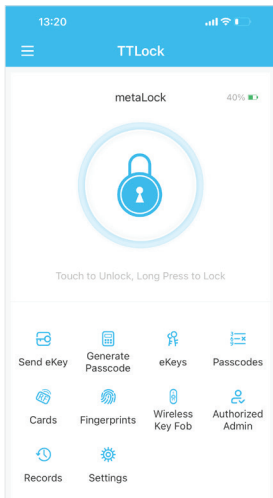 13:20
TTLock
metaLock
40%
Touch to Unlock, Long Press to Lock
Send eKey
Generate
Passcode
eKeys
Passcodes
Cards
Fingerprints
Wireless
Key Fob
Authorized
Admin
Records
Settings